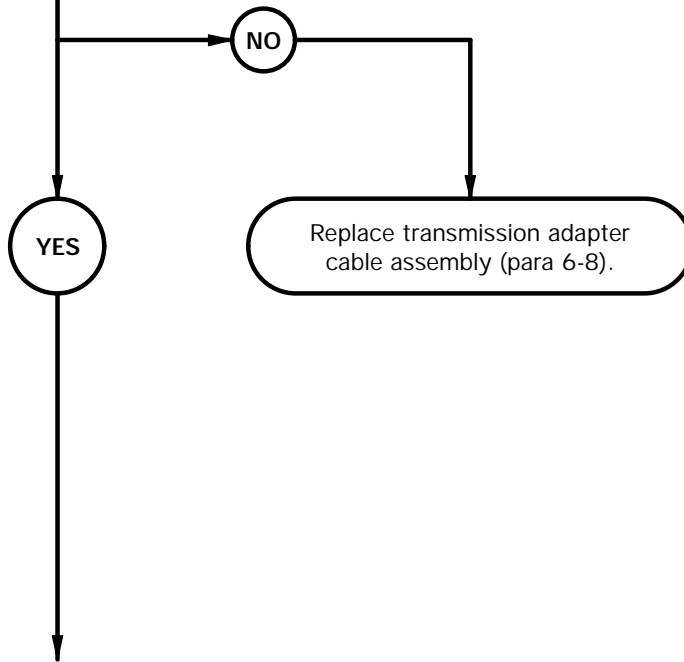 NO
YES
Replace transmission adapter
cable assembly (para 6-8).